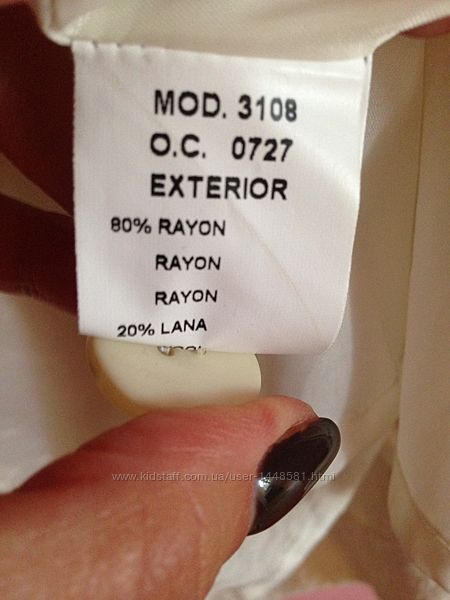 MOD. 3108
O.C. 0727
EXTERIOR
80% RAYON
RAYON
RAYON
20% LANA
www.kidstaff.com.ua/user-1448581.html